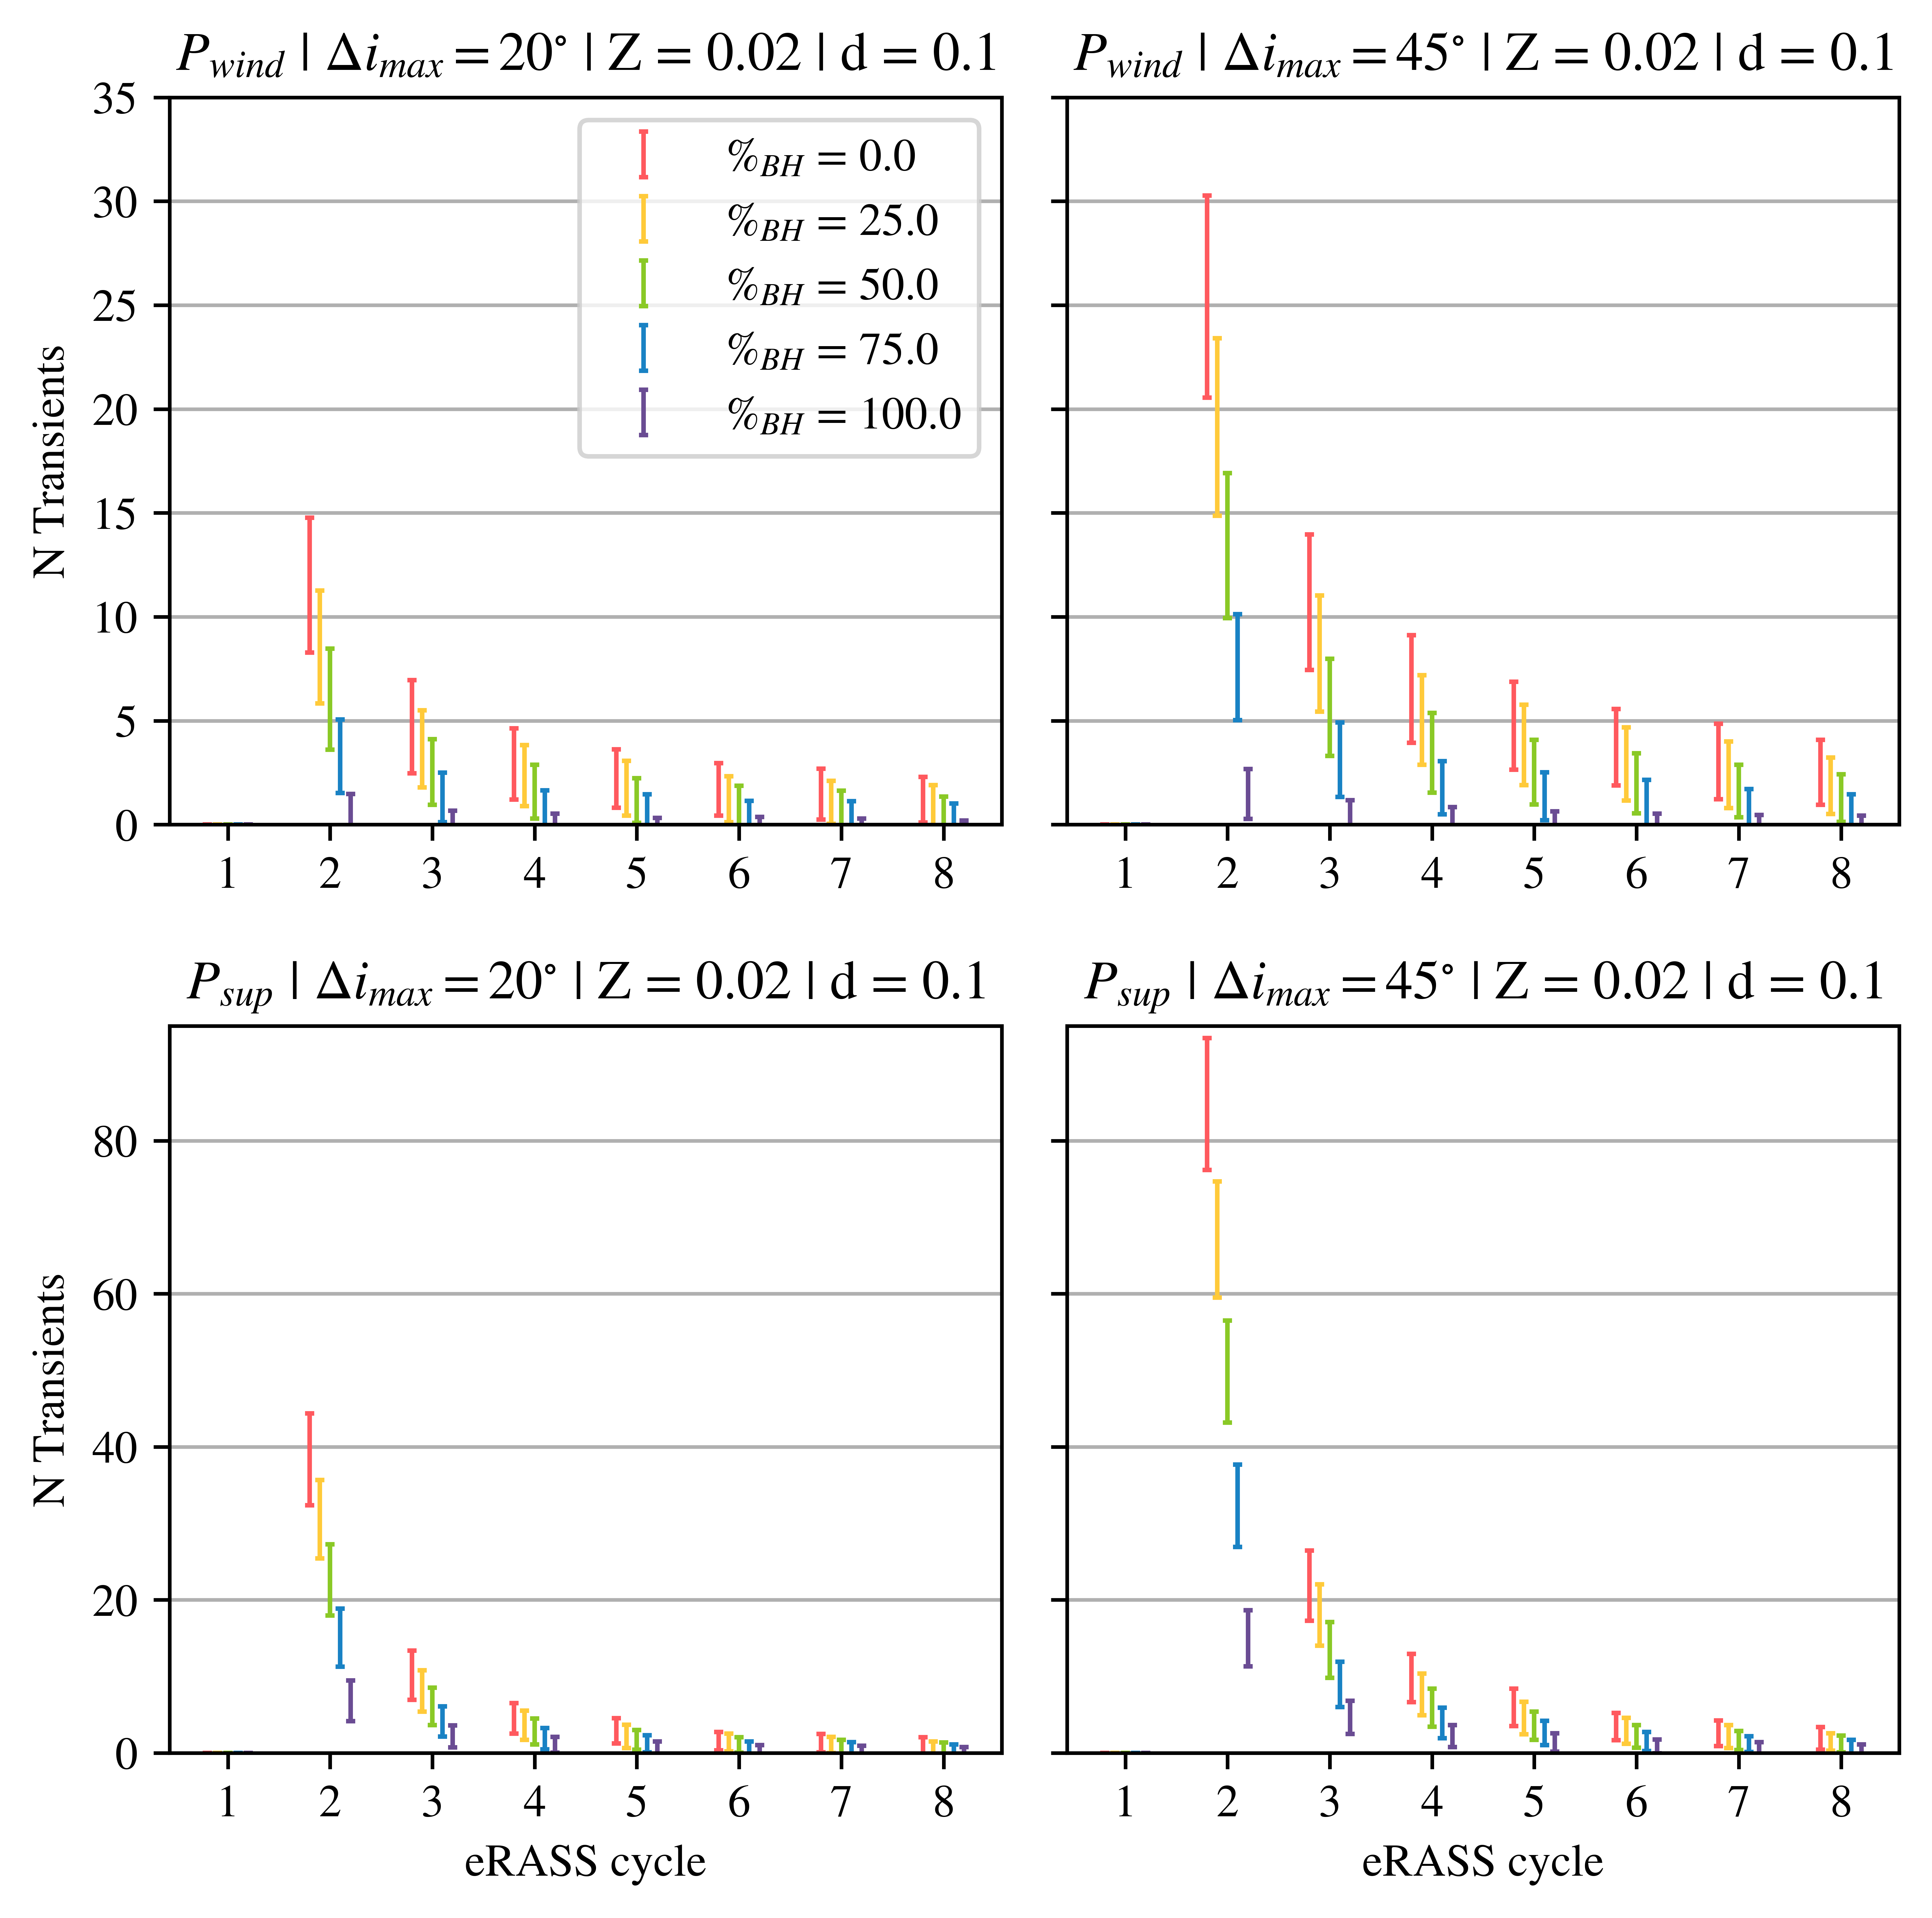 P_wind | Δi_max = 20° | Z = 0.02 | d = 0.1
P_wind | Δi_max = 45° | Z = 0.02 | d = 0.1
N Transients
35
30
25
20
15
10
5
0
%_BH = 0.0
%_BH = 25.0
%_BH = 50.0
%_BH = 75.0
%_BH = 100.0
1 2 3 4 5 6 7 8
1 2 3 4 5 6 7 8
P_sup | Δi_max = 20° | Z = 0.02 | d = 0.1
P_sup | Δi_max = 45° | Z = 0.02 | d = 0.1
N Transients
80
60
40
20
0
1 2 3 4 5 6 7 8
1 2 3 4 5 6 7 8
eRASS cycle
eRASS cycle